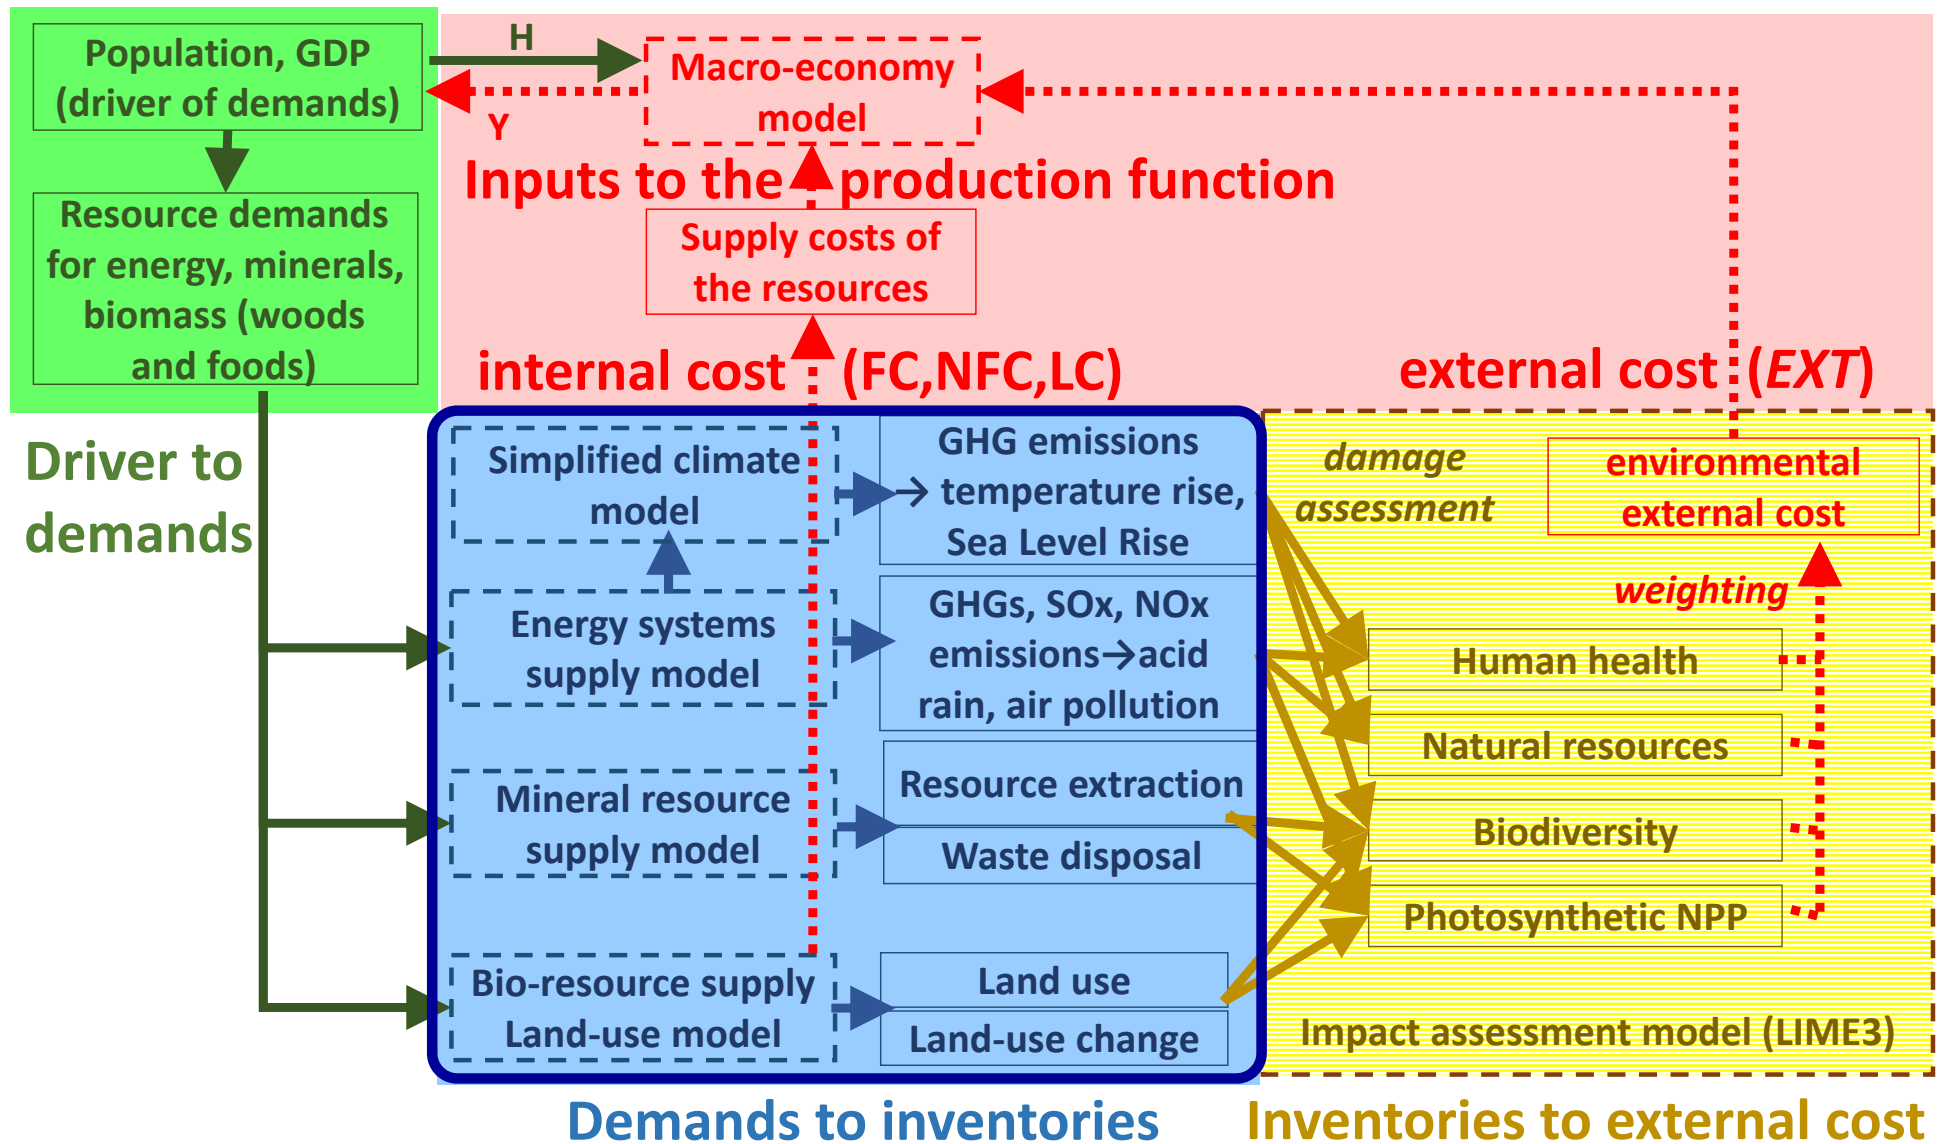 Population, GDP
(driver of demands)
H
Y
Macro-economy
model
Inputs to the production function
Resource demands
for energy, minerals,
biomass (woods
and foods)
Supply costs of
the resources
internal cost (FC,NFC,LC)
external cost (EXT)
Driver to
demands
Simplified climate
model
GHG emissions
→ temperature rise,
Sea Level Rise
damage
assessment
environmental
external cost
weighting
Energy systems
supply model
GHGs, SOx, NOx
emissions→acid
rain, air pollution
Human health
Natural resources
Mineral resource
supply model
Resource extraction
Waste disposal
Biodiversity
Photosynthetic NPP
Bio-resource supply
Land-use model
Land use
Land-use change
Impact assessment model (LIME3)
Demands to inventories
Inventories to external cost